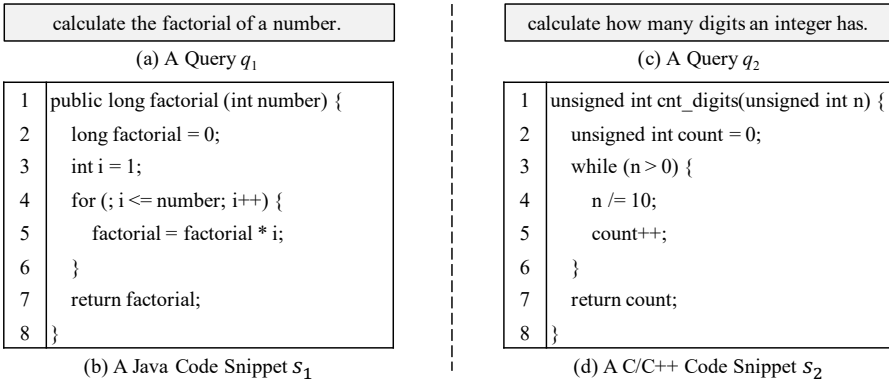 calculate the factorial of a number.
(a) A Query q1
1 public long factorial (int number) {
2 long factorial = 0;
3 int i = 1;
4 for (; i <= number; i++) {
5 factorial = factorial * i;
6 }
7 return factorial;
8 }
(b) A Java Code Snippet s1
calculate how many digits an integer has.
(c) A Query q2
1 unsigned int cnt_digits(unsigned int n) {
2 unsigned int count = 0;
3 while (n > 0) {
4 n /= 10;
5 count++;
6 }
7 return count;
8 }
(d) A C/C++ Code Snippet s2